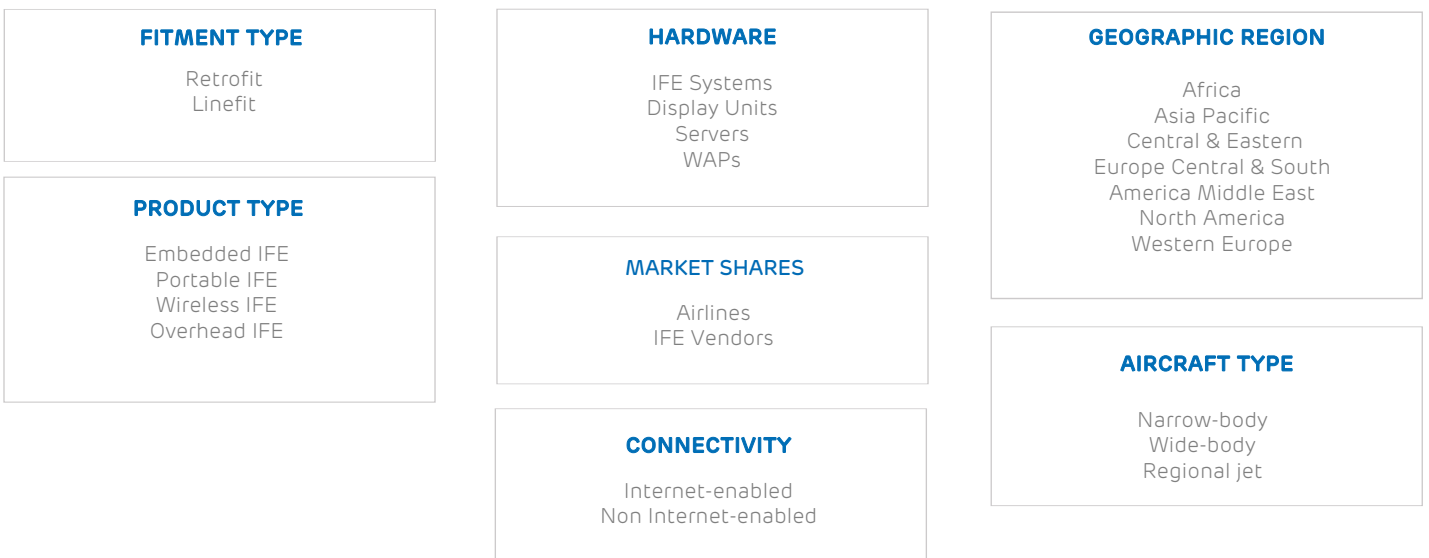 FITMENT TYPE
Retrofit
Linefit
PRODUCT TYPE
Embedded IFE
Portable IFE
Wireless IFE
Overhead IFE
HARDWARE
IFE Systems
Display Units
Servers
WAPs
MARKET SHARES
Airlines
IFE Vendors
CONNECTIVITY
Internet-enabled
Non Internet-enabled
GEOGRAPHIC REGION
Africa
Asia Pacific
Central & Eastern
Europe Central & South
America Middle East
North America
Western Europe
AIRCRAFT TYPE
Narrow-body
Wide-body
Regional jet